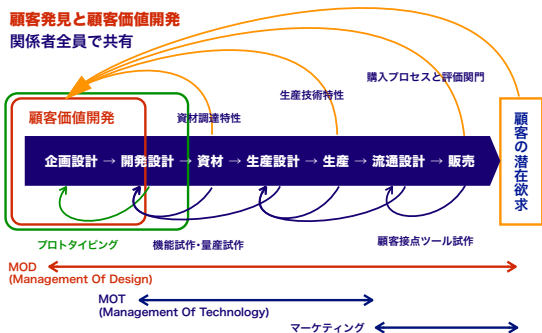 顧客発見と顧客価値開発
関係者全員で共有
購入プロセスと評価関門
生産技術特性
資材調達特性
顧客価値開発
企画設計 → 開発設計 → 資材 → 生産設計 → 生産 → 流通設計 → 販売
顧客の潜在欲求
プロトタイピング
機能試作・量産試作
顧客接点ツール試作
MOD
(Management Of Design)
MOT
(Management Of Technology)
マーケティング